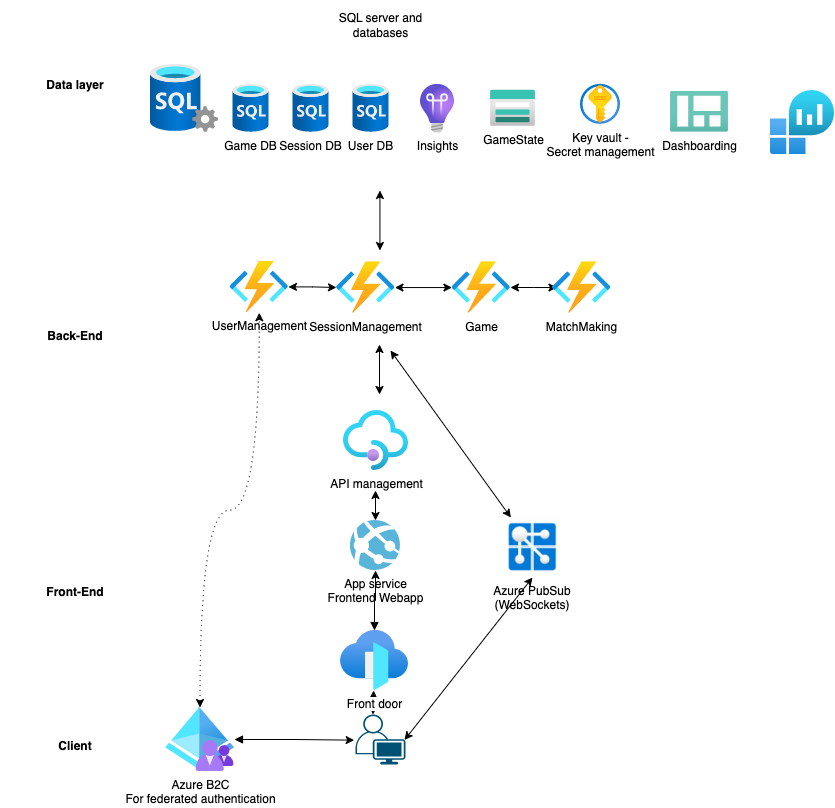 SQL server and
databases
Data layer
SQL
SQL
SQL
SQL
Game DB
Session DB
User DB
Insights
GameState
Key vault -
Secret management
Dashboarding
UserManagement
SessionManagement
Game
MatchMaking
Back-End
API management
App service
Frontend Webapp
Azure PubSub
(WebSockets)
Front-End
Front door
Client
Azure B2C
For federated authentication